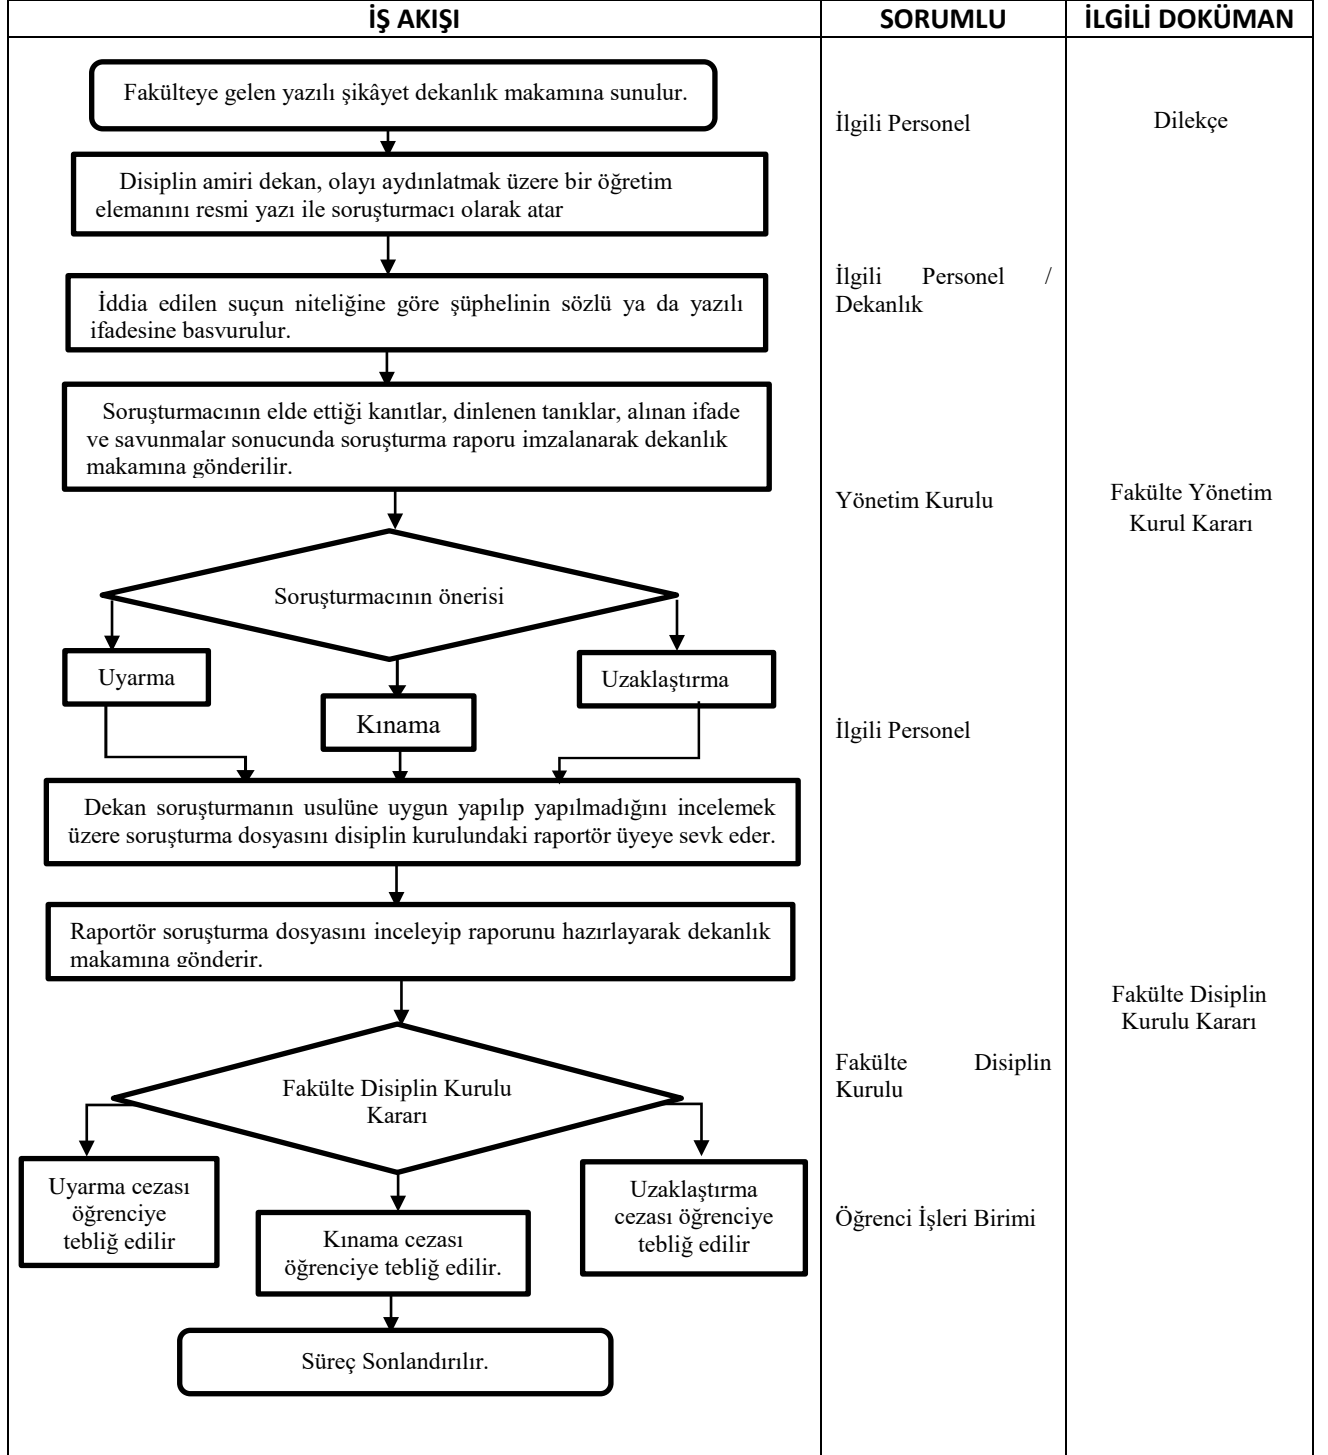 İŞ AKIŞI
SORUMLU
İLGİLİ DOKÜMAN
Fakülteye gelen yazılı şikâyet dekanlık makamına sunulur.
İlgili Personel
Dilekçe
Disiplin amiri dekan, olayı aydınlatmak üzere bir öğretim
elemanını resmi yazı ile soruşturmacı olarak atar
İlgili Personel /
Dekanlık
İddia edilen suçun niteliğine göre şüphelinin sözlü ya da yazılı
ifadesine basvurulur.
Soruşturmacının elde ettiği kanıtlar, dinlenen tanıklar, alınan ifade
ve savunmalar sonucunda soruşturma raporu imzalanarak dekanlık
makamına gönderilir.
Yönetim Kurulu
Fakülte Yönetim
Kurul Kararı
Soruşturmacının önerisi
Uyarma
Kınama
Uzaklaştırma
İlgili Personel
Dekan soruşturmanın usulüne uygun yapılıp yapılmadığını incelemek
üzere soruşturma dosyasını disiplin kurulundaki raportör üyeye sevk eder.
Raportör soruşturma dosyasını inceleyip raporunu hazırlayarak dekanlık
makamına gönderir.
Fakülte Disiplin
Kurulu Kararı
Fakülte Disiplin
Kurulu
Fakülte Disiplin Kurulu
Kararı
Uyarma cezası
öğrenciye
tebliğ edilir
Kınama cezası
öğrenciye tebliğ edilir.
Uzaklaştırma
cezası öğrenciye
tebliğ edilir
Öğrenci İşleri Birimi
Süreç Sonlandırılır.